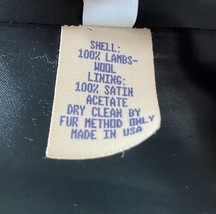 SHELL:
100% LAMBS-
WOOL
LINING:
100% SATIN
ACETATE
DRY CLEAN BY
FUR METHOD ONLY
MADE IN USA